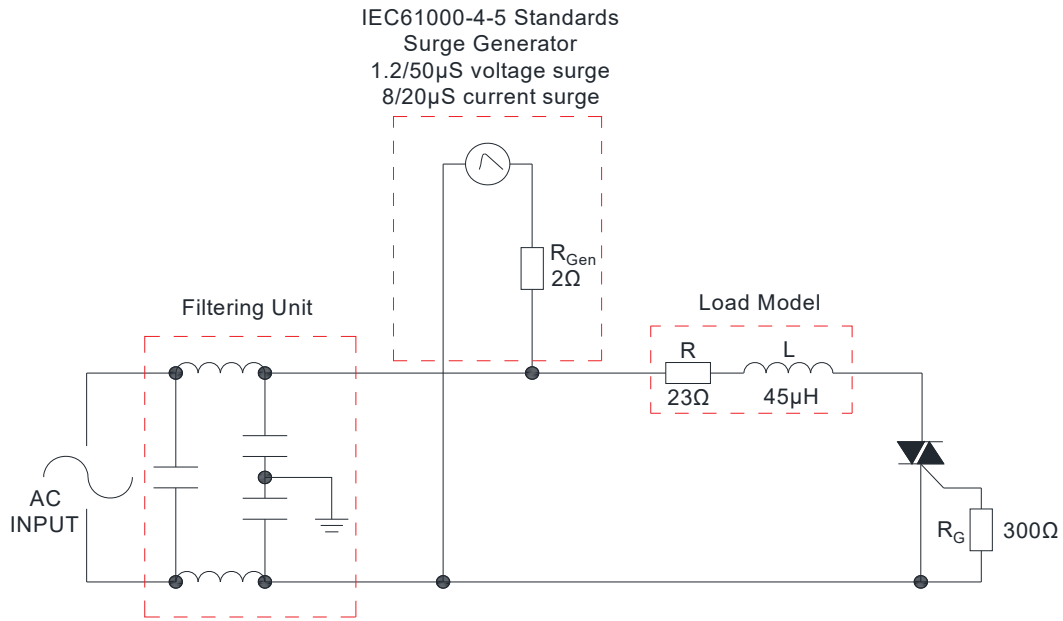 IEC61000-4-5 Standards
Surge Generator
1.2/50µS voltage surge
8/20µS current surge
RGen
2Ω
Filtering Unit
Load Model
R
L
23Ω
45µH
AC
INPUT
RG
300Ω